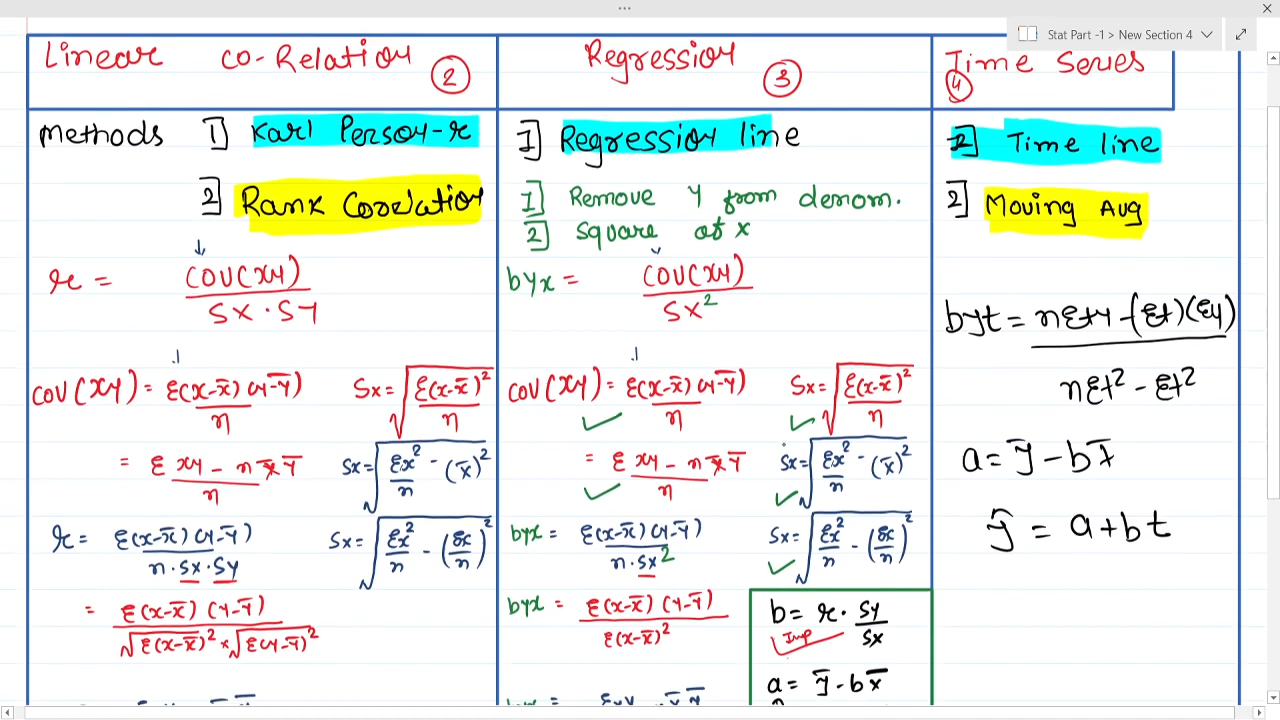 Stat Part -1 > New Section 4
Linear Co-Relation 2
Methods 1] Karl Person-r
2] Rank Correlation
r = COV(xy) / Sx · Sy
COV(xy) = Σ(x-x̄)(y-ȳ) / n Sx = √(Σ(x-x̄)² / n)
= Σxy - n x̄ ȳ / n Sx = √(Σx²/n - (x̄)²)
r = Σ(x-x̄)(y-ȳ) / n·Sx·Sy Sx = √(Σx²/n - (Σx/n)²)
= Σ(x-x̄)(y-ȳ) / √Σ(x-x̄)² × √Σ(y-ȳ)²
Regression 3
1] Regression line
1] Remove y from denom.
2] Square of x
byx = COV(xy) / Sx²
COV(xy) = Σ(x-x̄)(y-ȳ) / n Sx = √(Σ(x-x̄)² / n)
= Σxy - n x̄ ȳ / n Sx = √(Σx²/n - (x̄)²)
byx = Σ(x-x̄)(y-ȳ) / n·Sx² Sx = √(Σx²/n - (Σx/n)²)
byx = Σ(x-x̄)(y-ȳ) / Σ(x-x̄)²
b = r · Sy/Sx
Imp
a = ȳ - bx̄
Time Series
4
Time line
2] Moving Avg
byt = nΣty - (Σt)(Σy) / nΣt² - Σt²
a = ȳ - bx̄
ŷ = a + bt